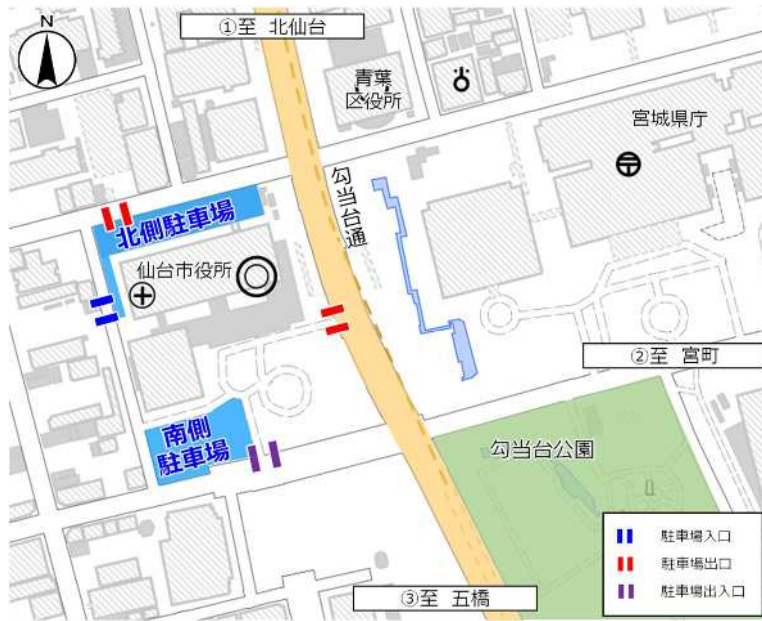 N
①至 北仙台
青葉
区役所
宮城県庁
勾当台通
北側駐車場
仙台市役所
②至 宮町
南側
駐車場
勾当台公園
駐車場入口
駐車場出口
駐車場出入口
③至 五橋